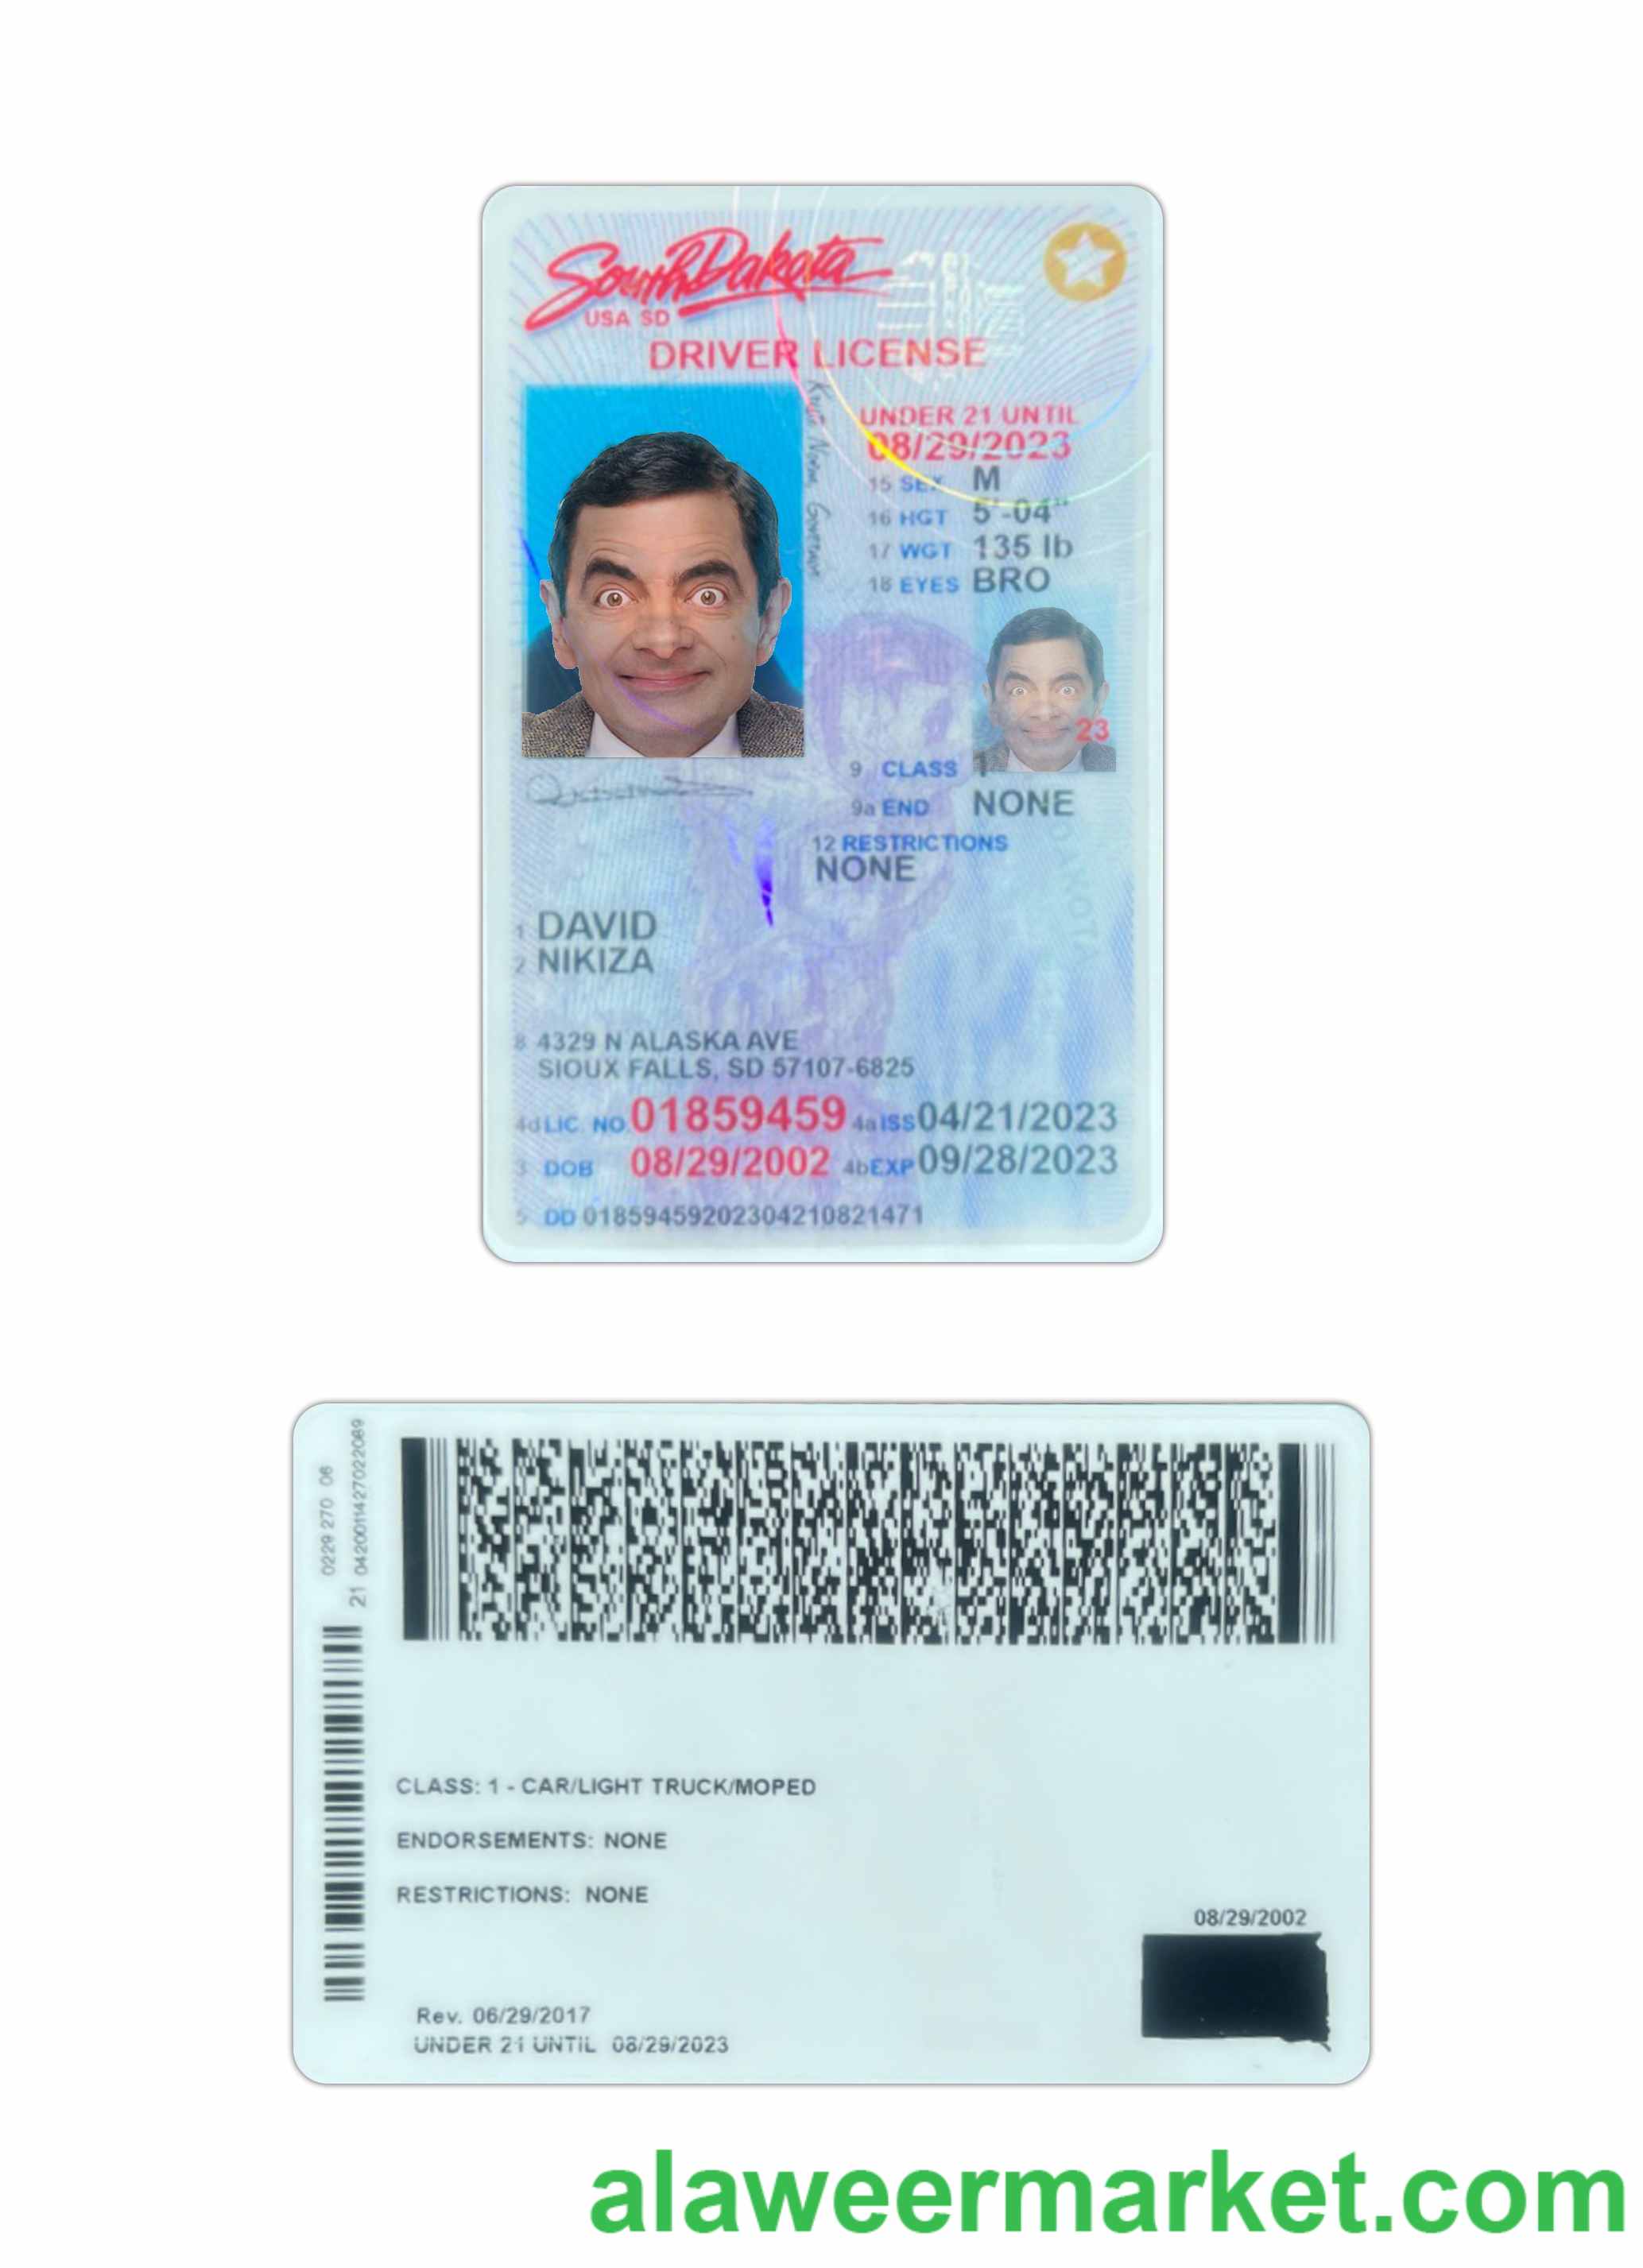 South Dakota
USA SD
DRIVER LICENSE
Kristi Noem, Governor
UNDER 21 UNTIL
08/29/2023
15 SEX M
16 HGT 5'-04"
17 WGT 135 lb
18 EYES BRO
23
9 CLASS 1
9a END NONE
12 RESTRICTIONS
NONE
1 DAVID
2 NIKIZA
8 4329 N ALASKA AVE
SIOUX FALLS, SD 57107-6825
4d LIC. NO. 01859459 4a ISS 04/21/2023
3 DOB 08/29/2002 4b EXP 09/28/2023
5 DD 01859459202304210821471
0229 270 06
21 0420011427022069
CLASS: 1 - CAR/LIGHT TRUCK/MOPED
ENDORSEMENTS: NONE
RESTRICTIONS: NONE
08/29/2002
Rev. 06/29/2017
UNDER 21 UNTIL 08/29/2023
alaweermarket.com